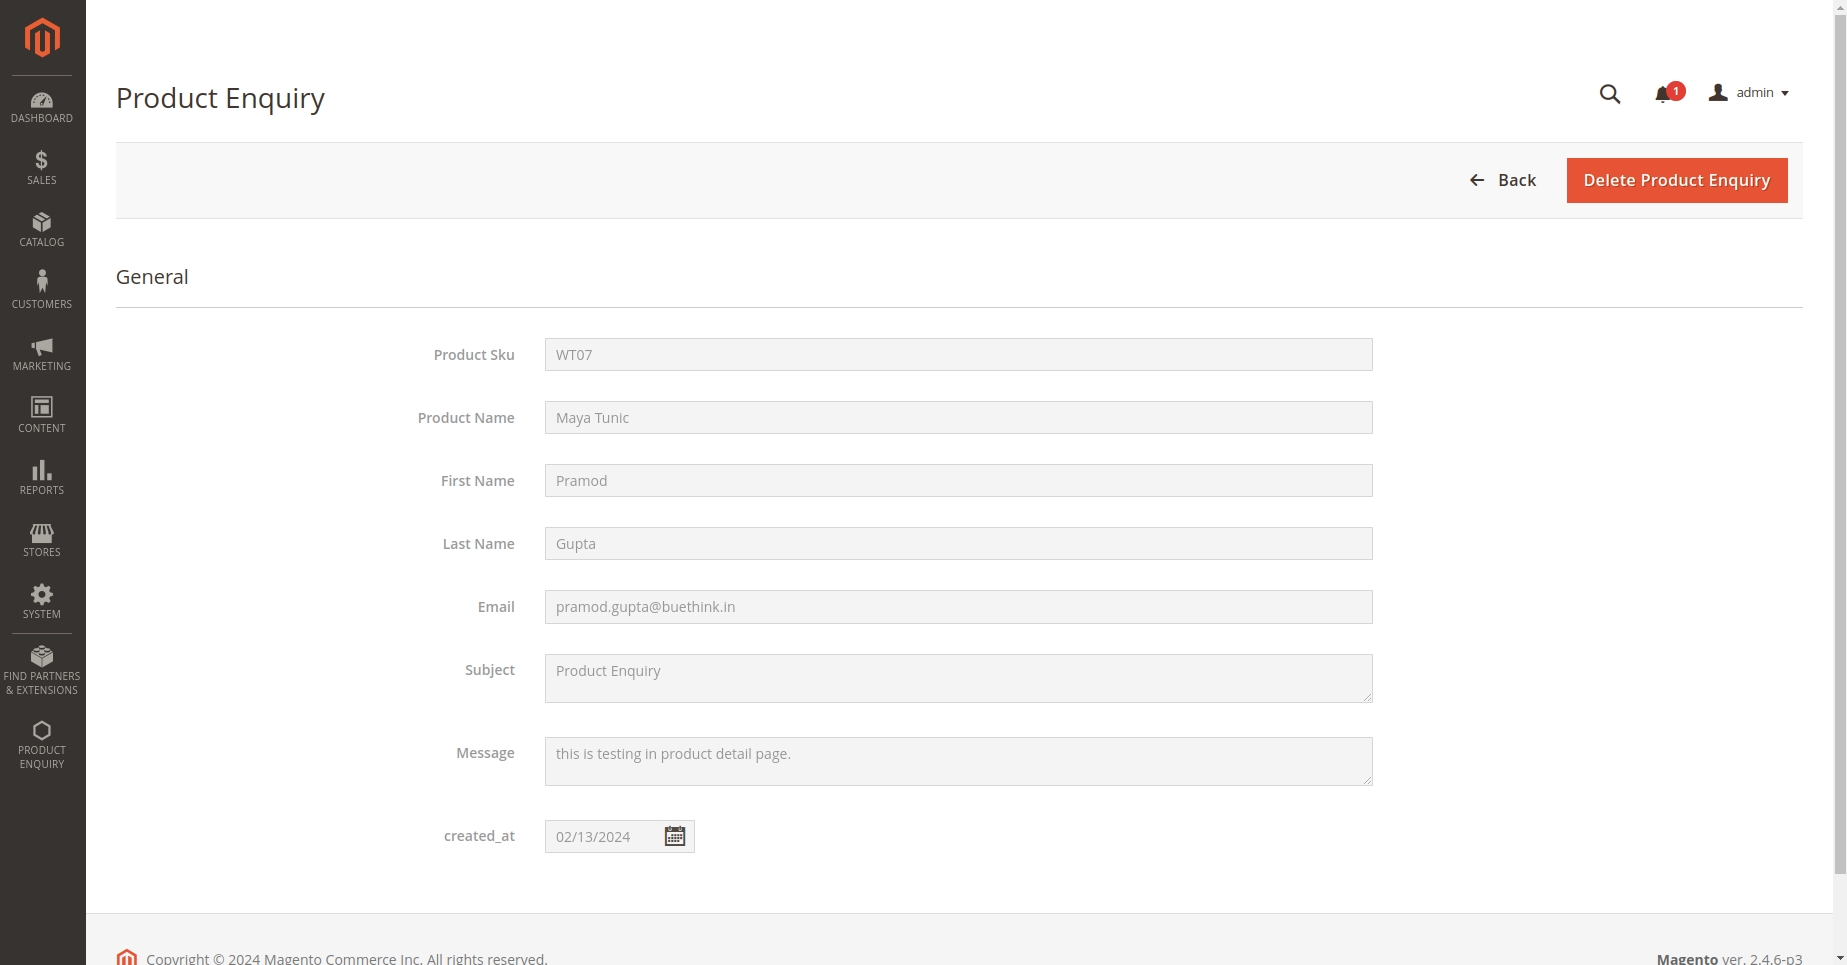 Product Enquiry
1
admin
Back
Delete Product Enquiry
DASHBOARD
SALES
CATALOG
CUSTOMERS
MARKETING
CONTENT
REPORTS
STORES
SYSTEM
FIND PARTNERS
& EXTENSIONS
PRODUCT
ENQUIRY
General
Product Sku WT07
Product Name Maya Tunic
First Name Pramod
Last Name Gupta
Email pramod.gupta@buethink.in
Subject Product Enquiry
Message this is testing in product detail page.
created_at 02/13/2024
Copyright © 2024 Magento Commerce Inc. All rights reserved.
Magento ver. 2.4.6-p3